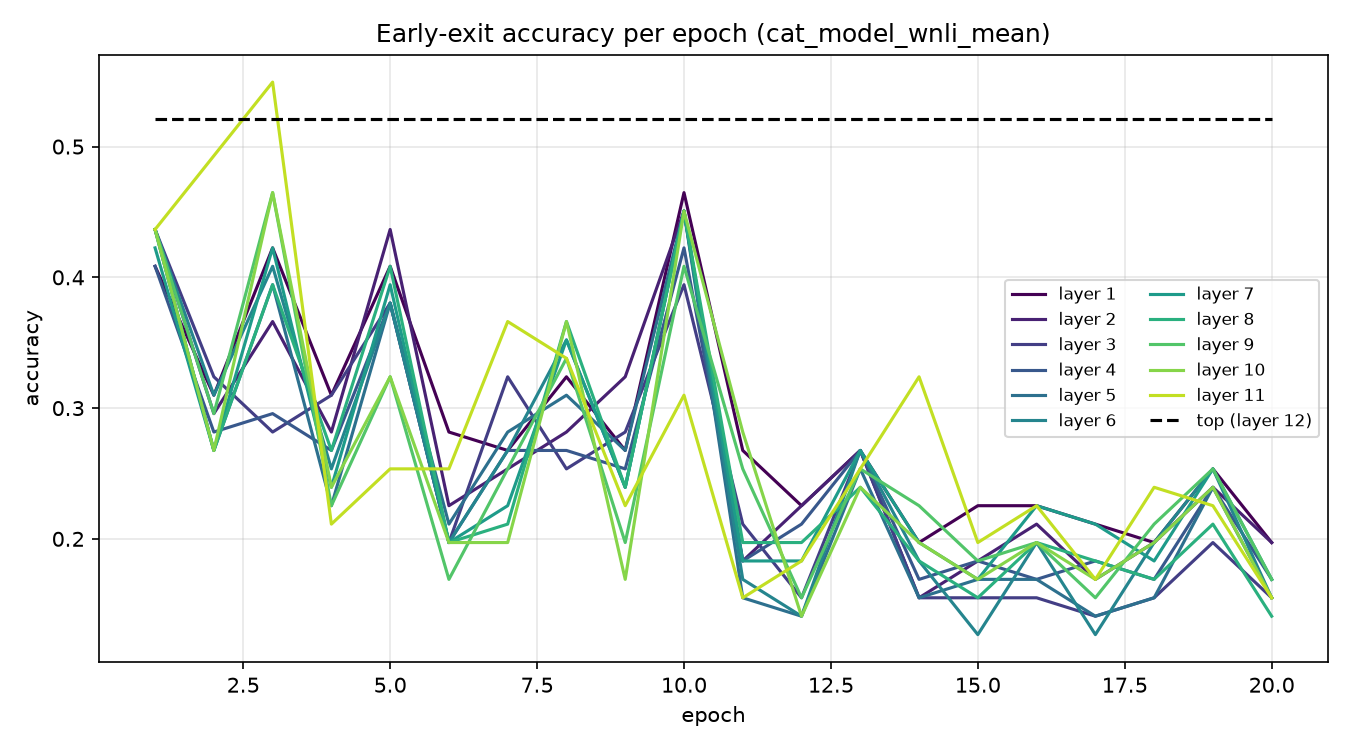 Early-exit accuracy per epoch (cat_model_wnli_mean)
accuracy
0.5
0.4
0.3
0.2
layer 1
layer 2
layer 3
layer 4
layer 5
layer 6
layer 7
layer 8
layer 9
layer 10
layer 11
top (layer 12)
2.5 5.0 7.5 10.0 12.5 15.0 17.5 20.0
epoch